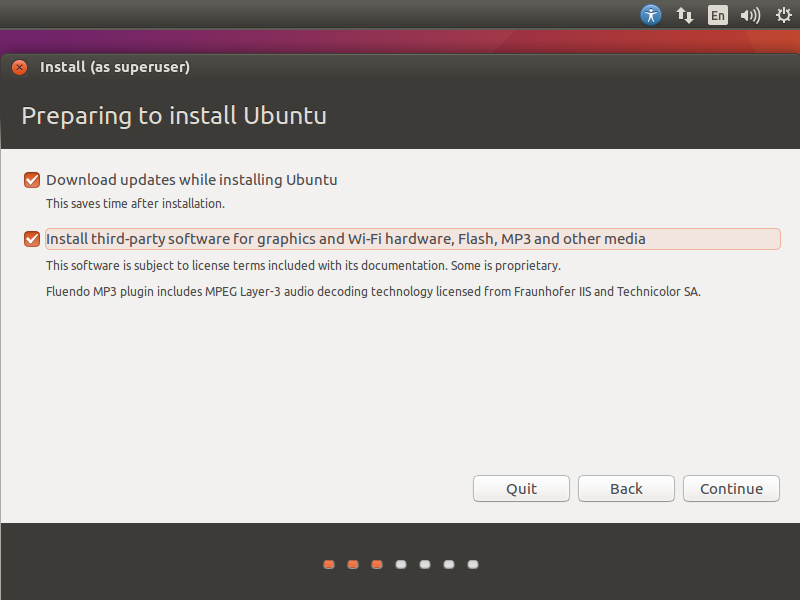 En
Install (as superuser)
Preparing to install Ubuntu
Download updates while installing Ubuntu
This saves time after installation.
Install third-party software for graphics and Wi-Fi hardware, Flash, MP3 and other media
This software is subject to license terms included with its documentation. Some is proprietary.
Fluendo MP3 plugin includes MPEG Layer-3 audio decoding technology licensed from Fraunhofer IIS and Technicolor SA.
Quit Back Continue